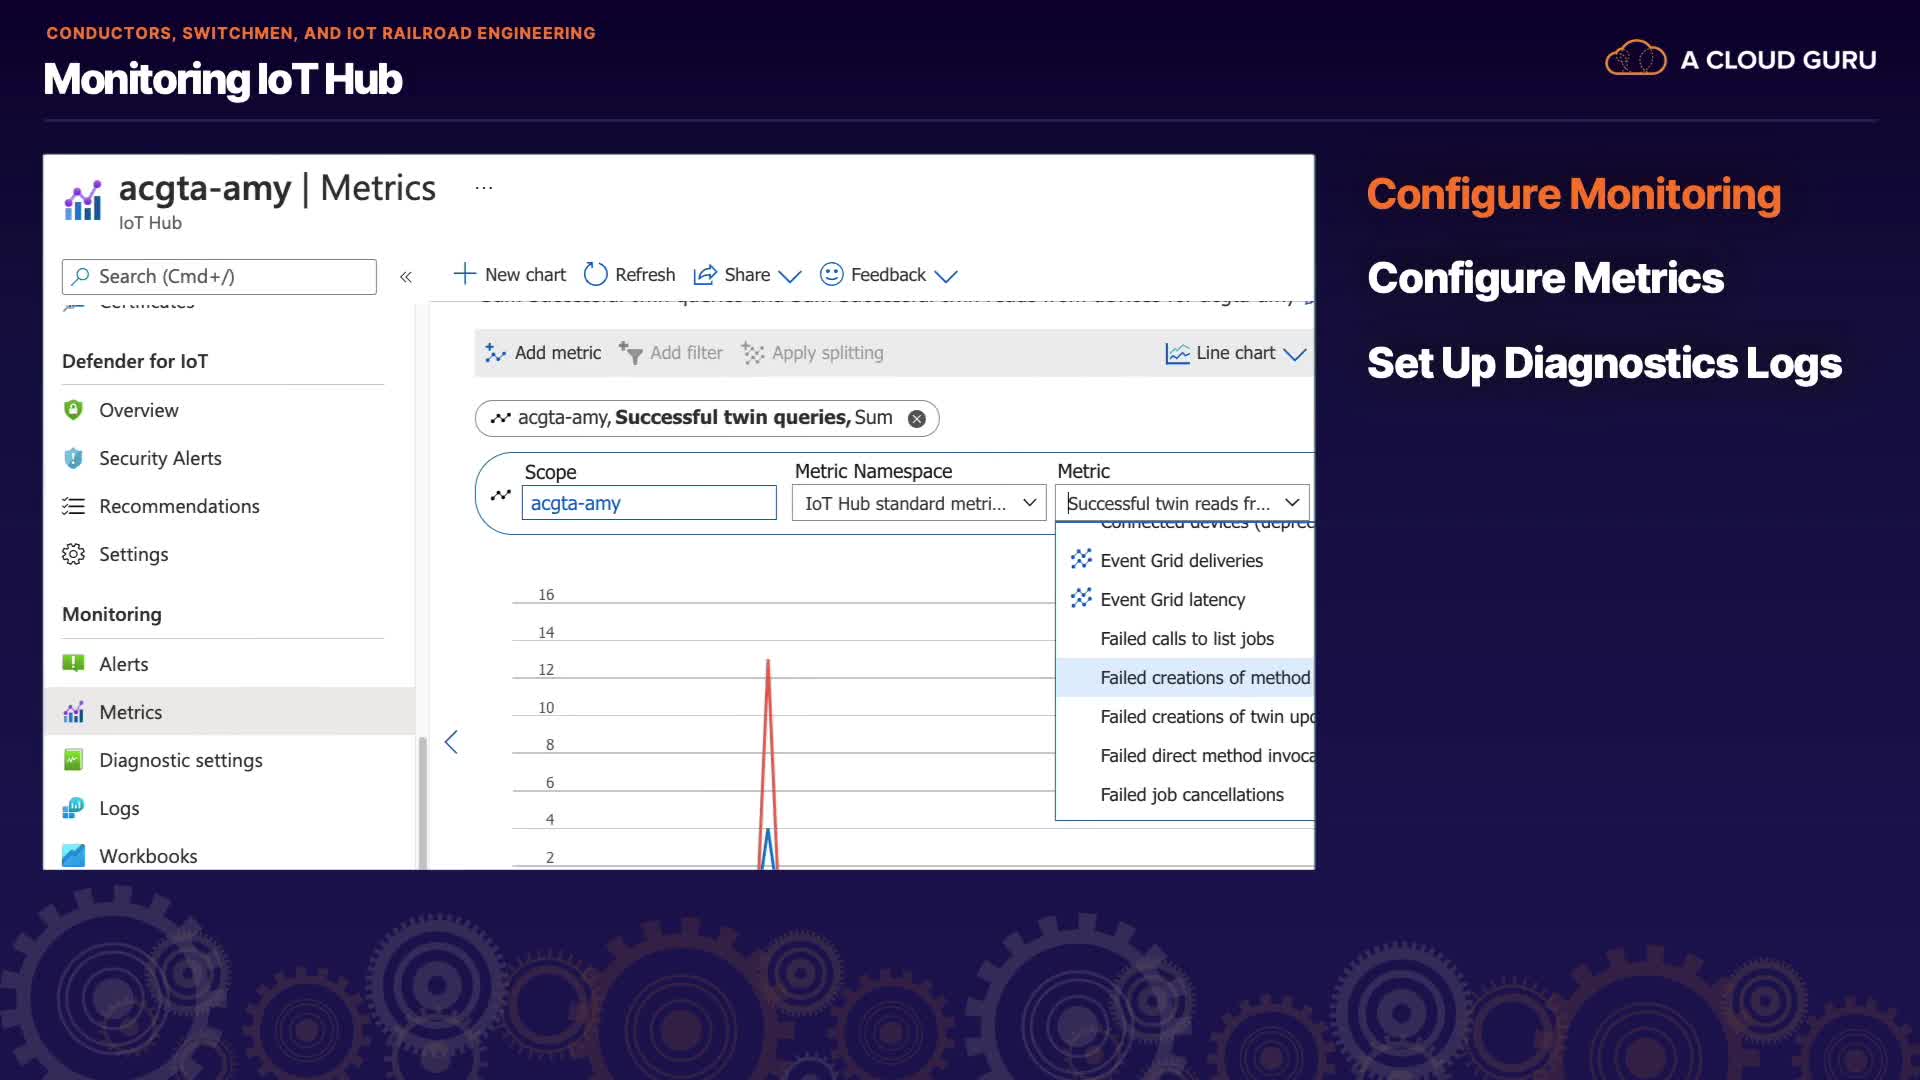 CONDUCTORS, SWITCHMEN, AND IOT RAILROAD ENGINEERING
Monitoring IoT Hub
A CLOUD GURU
acgta-amy | Metrics ...
IoT Hub
Search (Cmd+/)
«
New chart
Refresh
Share
Feedback
Certificates
Defender for IoT
Overview
Security Alerts
Recommendations
Settings
Monitoring
Alerts
Metrics
Diagnostic settings
Logs
Workbooks
Add metric
Add filter
Apply splitting
Line chart
acgta-amy, Successful twin queries, Sum
Scope
acgta-amy
Metric Namespace
IoT Hub standard metri...
Metric
Successful twin reads fr...
Connected devices (deprec
Event Grid deliveries
Event Grid latency
Failed calls to list jobs
Failed creations of method
Failed creations of twin upd
Failed direct method invoca
Failed job cancellations
16
14
12
10
8
6
4
2
Configure Monitoring
Configure Metrics
Set Up Diagnostics Logs